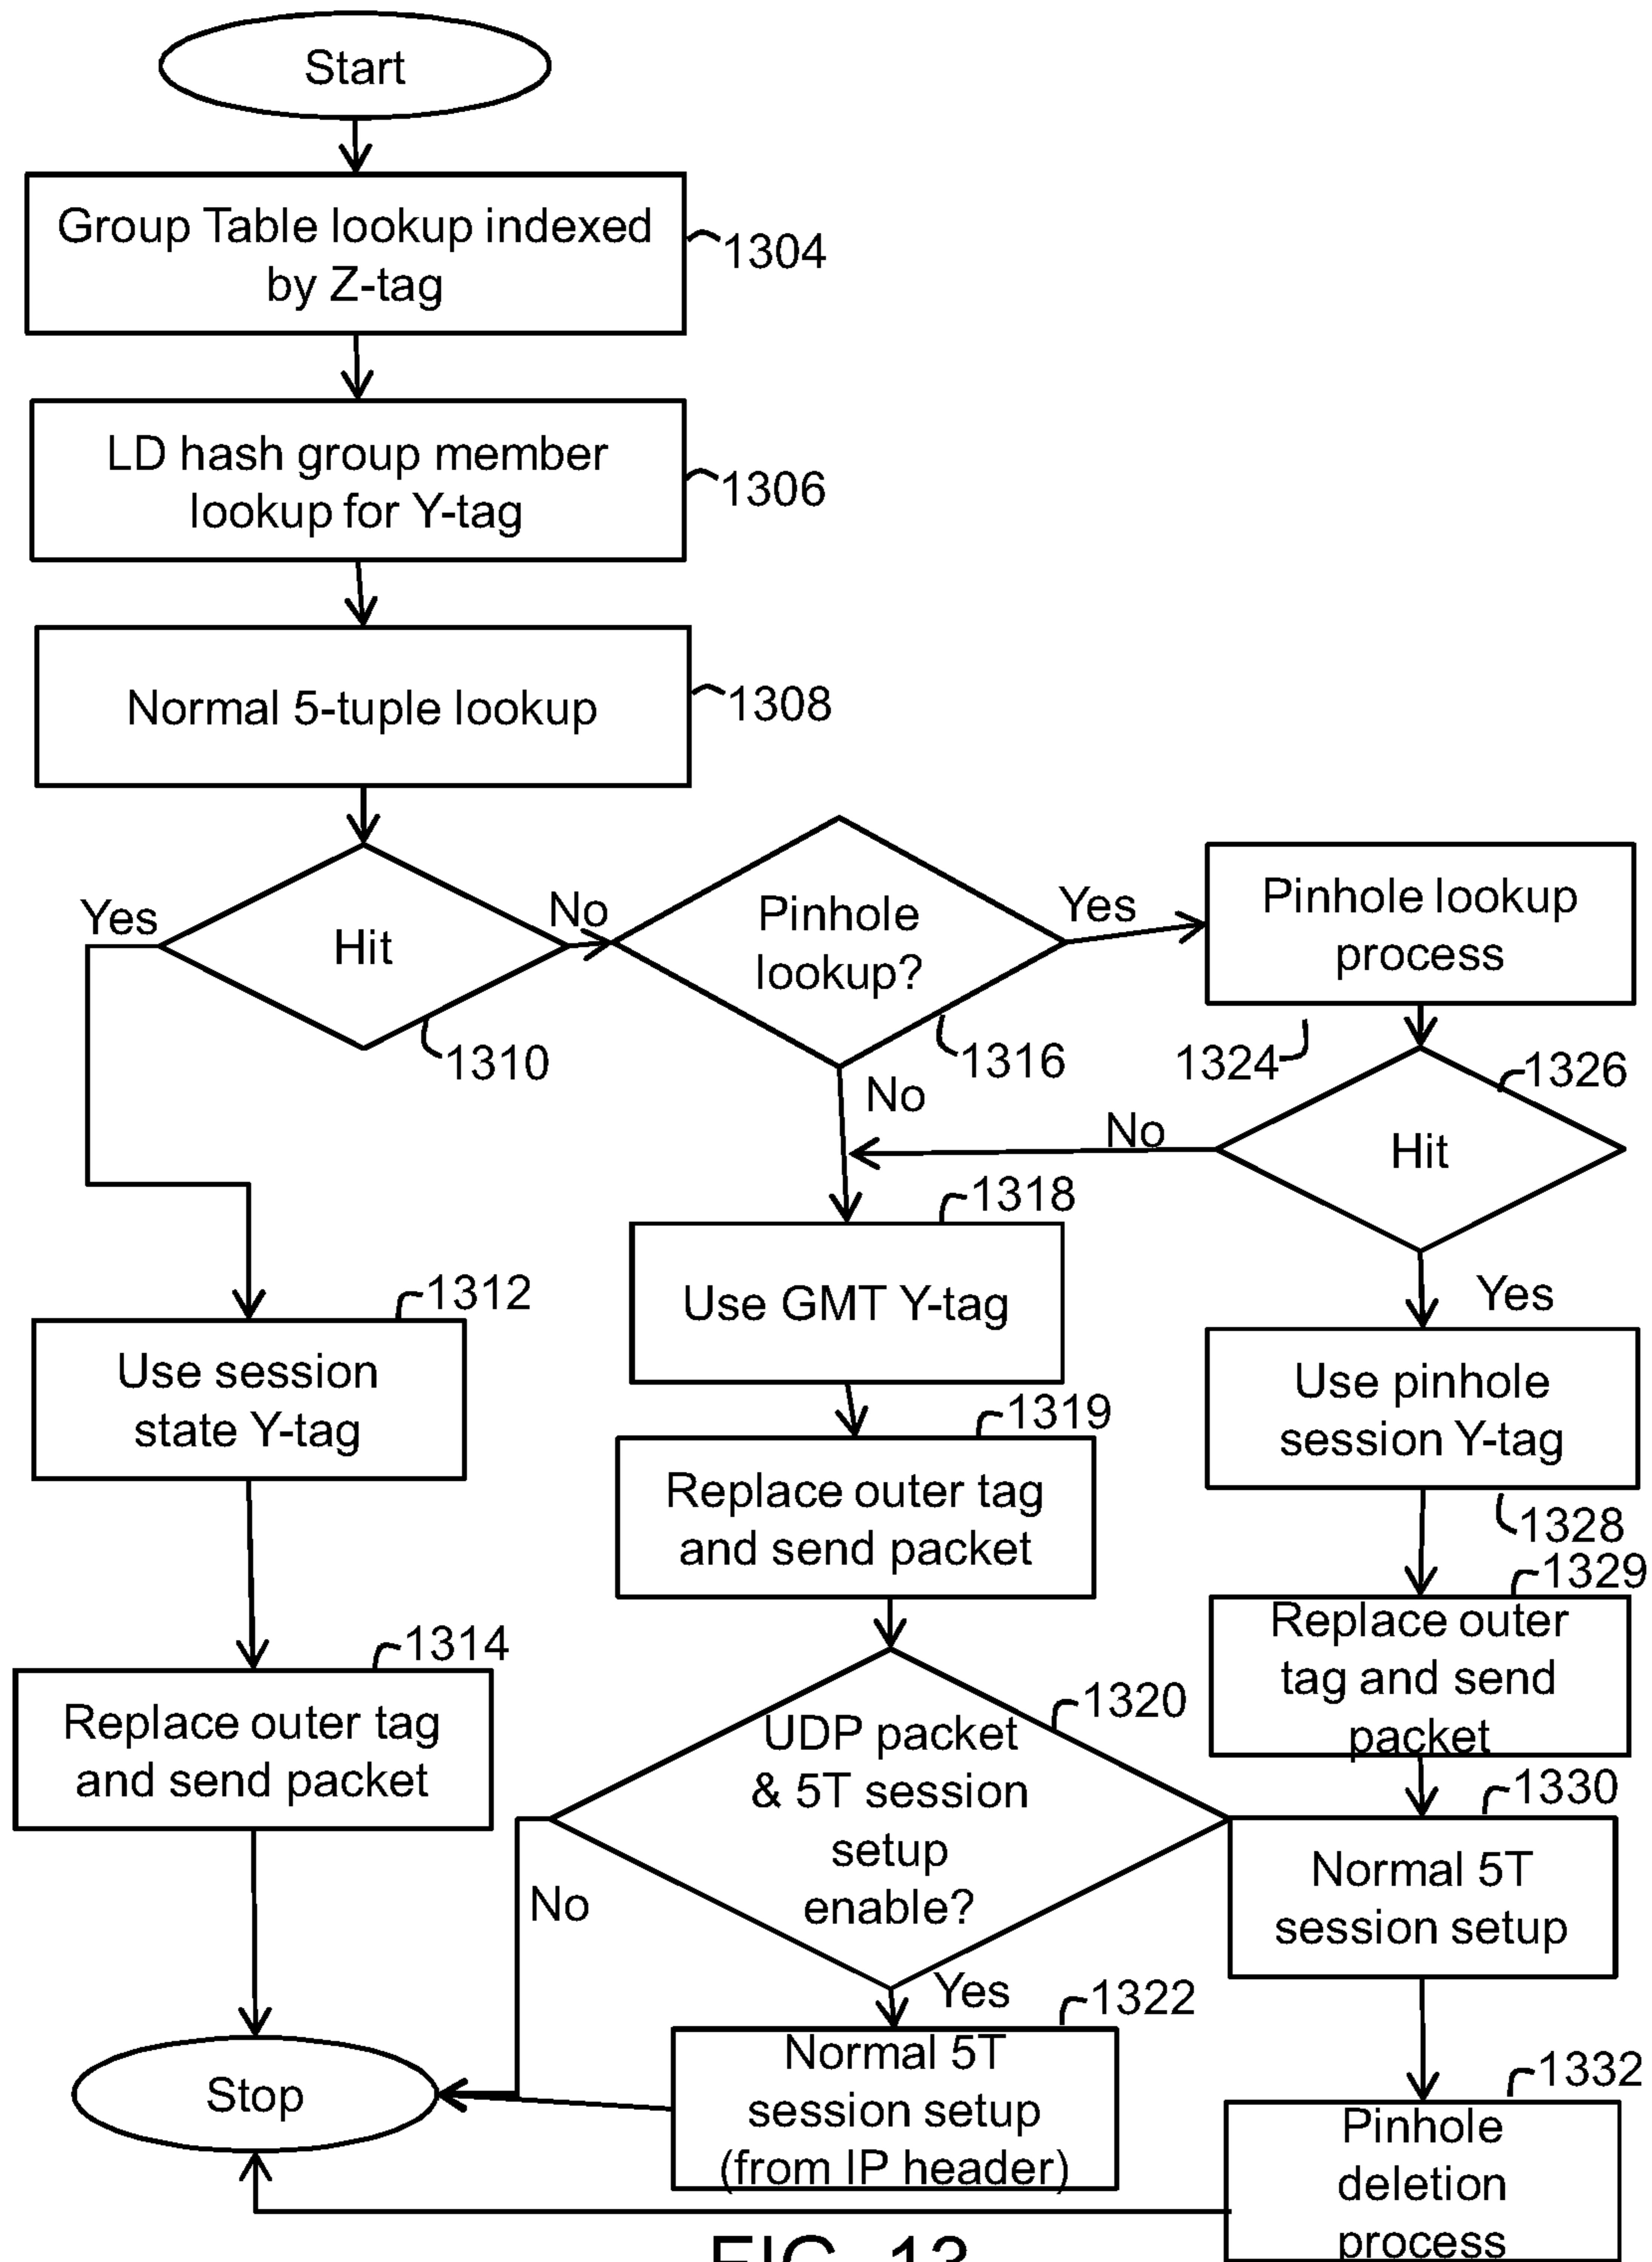 Start
Group Table lookup indexed
by Z-tag
1304
LD hash group member
lookup for Y-tag
1306
Normal 5-tuple lookup
1308
Yes
Hit
No
1310
Pinhole
lookup?
Yes
1316
No
Pinhole lookup
process
1324
1326
Hit
No
Yes
1318
Use GMT Y-tag
1312
Use session
state Y-tag
Use pinhole
session Y-tag
1328
1319
Replace outer tag
and send packet
1329
Replace outer
tag and send
packet
1314
Replace outer tag
and send packet
1320
UDP packet
& 5T session
setup
enable?
No
Yes
1330
Normal 5T
session setup
1322
Normal 5T
session setup
(from IP header)
1332
Pinhole
deletion
process
Stop
FIG. 13